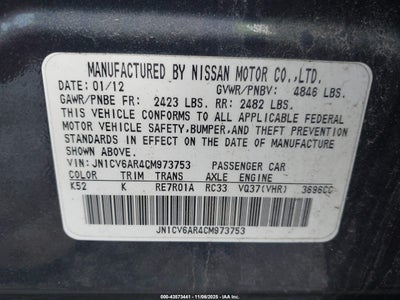 MANUFACTURED BY NISSAN MOTOR CO.,LTD.
DATE: 01/12 GVWR/PNBV: 4846 LBS.
GAWR/PNBE FR: 2423 LBS. RR: 2482 LBS.
THIS VEHICLE CONFORMS TO ALL APPLICABLE FEDERAL
MOTOR VEHICLE SAFETY,BUMPER,AND THEFT PREVENTION
STANDARDS IN EFFECT ON THE DATE OF MANUFACTURE
SHOWN ABOVE.
VIN: JN1CV6AR4CM973753 PASSENGER CAR
COLOR TRIM TRANS AXLE ENGINE
K52 K RE7R01A RC33 VQ37(VHR) 3696CC
JN1CV6AR4CM973753
© 40-43573441 - 11/06/2025 - IAA Inc.